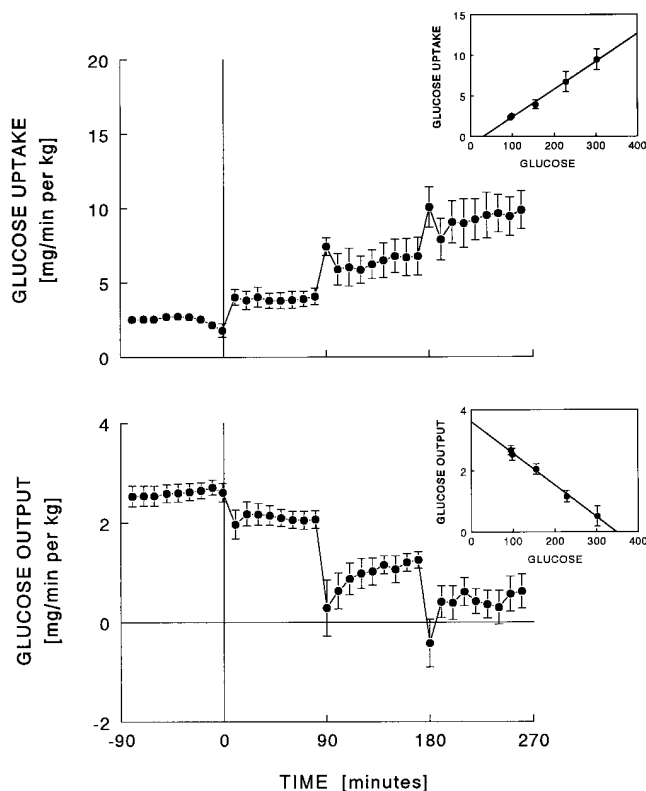 GLUCOSE UPTAKE
[mg/min per kg]
20
15
10
5
0
GLUCOSE UPTAKE
15
10
5
0
0 100 200 300 400
GLUCOSE
GLUCOSE OUTPUT
[mg/min per kg]
4
2
0
-2
GLUCOSE OUTPUT
4
2
0
0 100 200 300 400
GLUCOSE
-90 0 90 180 270
TIME [minutes]